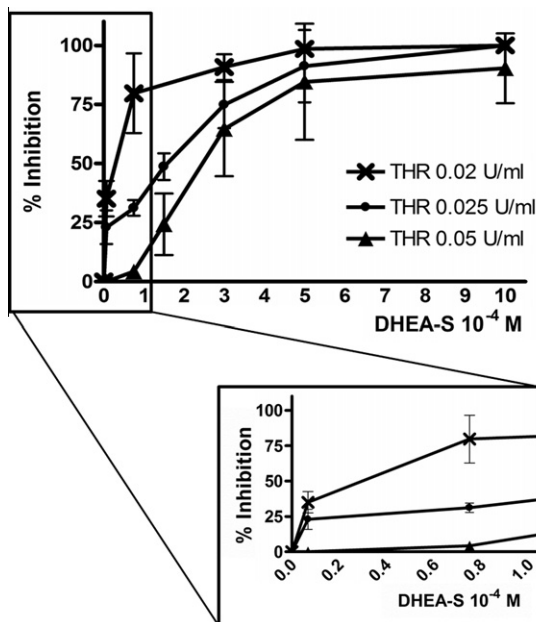 100
75
50
25
0
% Inhibition
THR 0.02 U/ml
THR 0.025 U/ml
THR 0.05 U/ml
0 1 2 3 4 5 6 7 8 9 10
DHEA-S 10⁻⁴ M
100
75
50
25
0
% Inhibition
0.0 0.2 0.4 0.6 0.8 1.0
DHEA-S 10⁻⁴ M